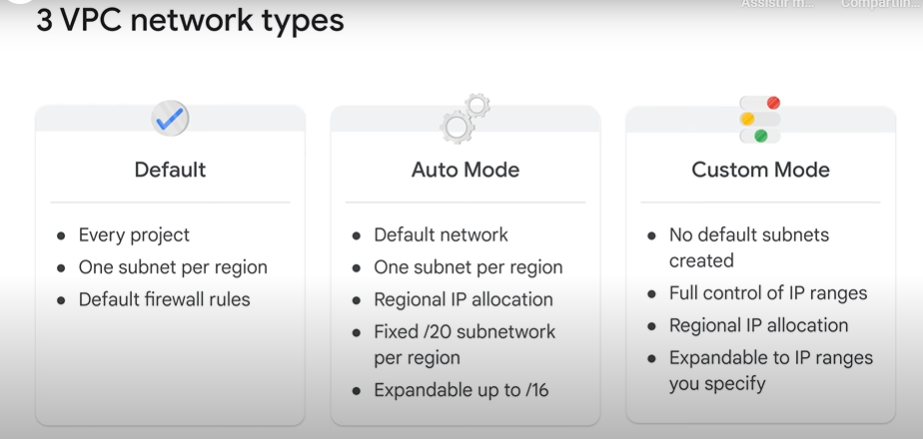 Assistir m...
Compartilh...
3 VPC network types
Default
Every project
One subnet per region
Default firewall rules
Auto Mode
Default network
One subnet per region
Regional IP allocation
Fixed /20 subnetwork
per region
Expandable up to /16
Custom Mode
No default subnets
created
Full control of IP ranges
Regional IP allocation
Expandable to IP ranges
you specify